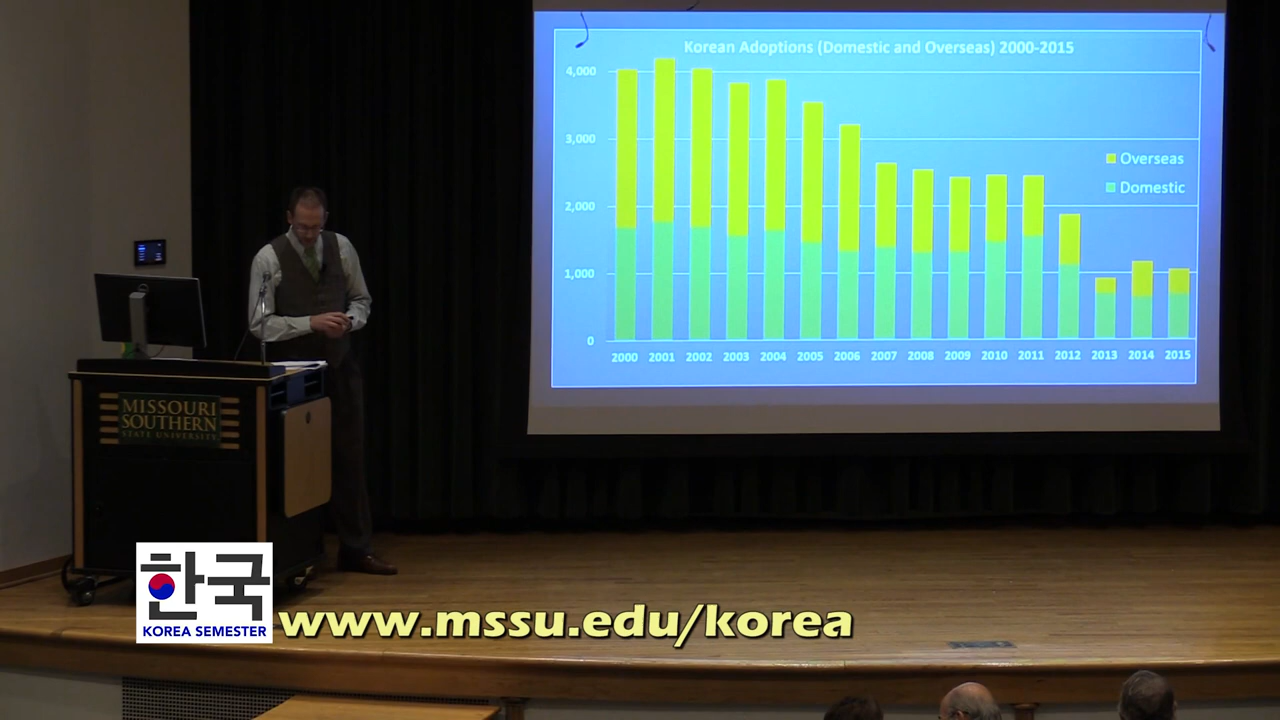 Korean Adoptions (Domestic and Overseas) 2000-2015
4,000
3,000
2,000
1,000
0
Overseas
Domestic
2000 2001 2002 2003 2004 2005 2006 2007 2008 2009 2010 2011 2012 2013 2014 2015
MISSOURI
SOUTHERN
STATE UNIVERSITY
한국
KOREA SEMESTER
www.mssu.edu/korea